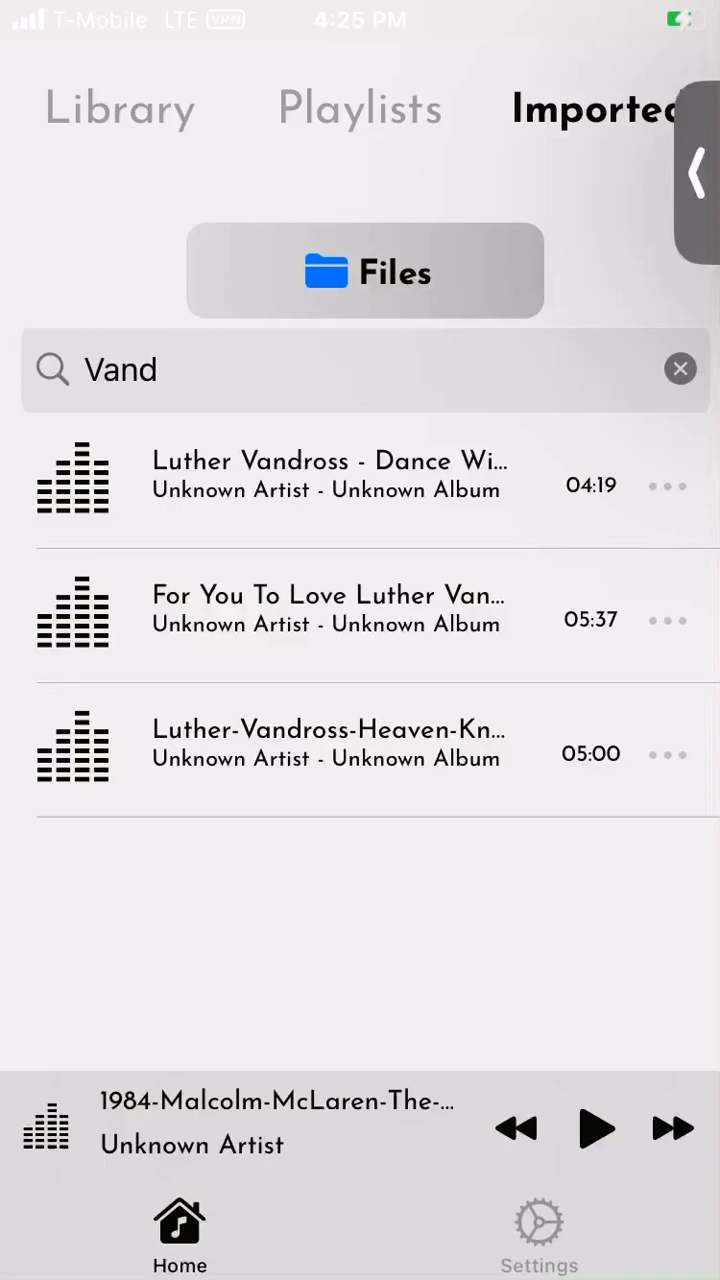 T-Mobile LTE VPN 4:25 PM
Library Playlists Imported
Files
Vand
Luther Vandross - Dance Wi...
Unknown Artist - Unknown Album
04:19
For You To Love Luther Van...
Unknown Artist - Unknown Album
05:37
Luther-Vandross-Heaven-Kn...
Unknown Artist - Unknown Album
05:00
1984-Malcolm-McLaren-The-...
Unknown Artist
Home Settings